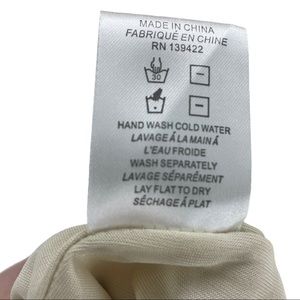 MADE IN CHINA
FABRIQUÉ EN CHINE
RN 139422
30
HAND WASH COLD WATER
LAVAGE Á LA MAIN Á
L'EAU FROIDE
WASH SEPARATELY
LAVAGE SÉPARÉMENT
LAY FLAT TO DRY
SÉCHAGE Á PLAT